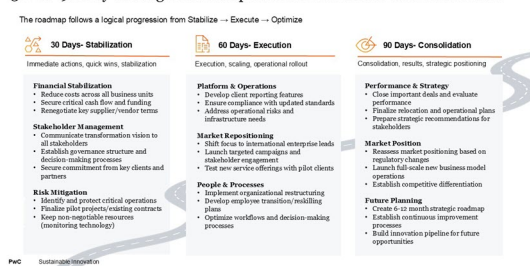 The roadmap follows a logical progression from Stabilize → Execute → Optimize
30 Days- Stabilization
Immediate actions, quick wins, stabilization
Financial Stabilization
• Reduce costs across all business units
• Secure critical cash flow and funding
• Renegotiate key supplier/vendor terms
Stakeholder Management
• Communicate transformation vision to
all stakeholders
• Establish governance structure and
decision-making processes
• Secure commitment from key clients and
partners
Risk Mitigation
• Identify and protect critical operations
• Finalize pilot projects/existing contracts
• Keep non-negotiable resources
(monitoring technology)
60 Days- Execution
Execution, scaling, operational rollout
Platform & Operations
• Develop client reporting features
• Ensure compliance with updated standards
• Address operational risks and
infrastructure needs
Market Repositioning
• Shift focus to international enterprise leads
• Launch targeted campaigns and
stakeholder engagement
• Test new service offerings with pilot clients
People & Processes
• Implement organizational restructuring
• Develop employee transition/reskilling
plans
• Optimize workflows and decision-making
processes
90 Days- Consolidation
Consolidation, results, strategic positioning
Performance & Strategy
• Close important deals and evaluate
performance
• Finalize relocation and operational plans
• Prepare strategic recommendations for
stakeholders
Market Position
• Reassess market positioning based on
regulatory changes
• Launch full-scale new business model
operations
• Establish competitive differentiation
Future Planning
• Create 6-12 month strategic roadmap
• Establish continuous improvement
processes
• Build innovation pipeline for future
opportunities
PwC Sustainable Innovation